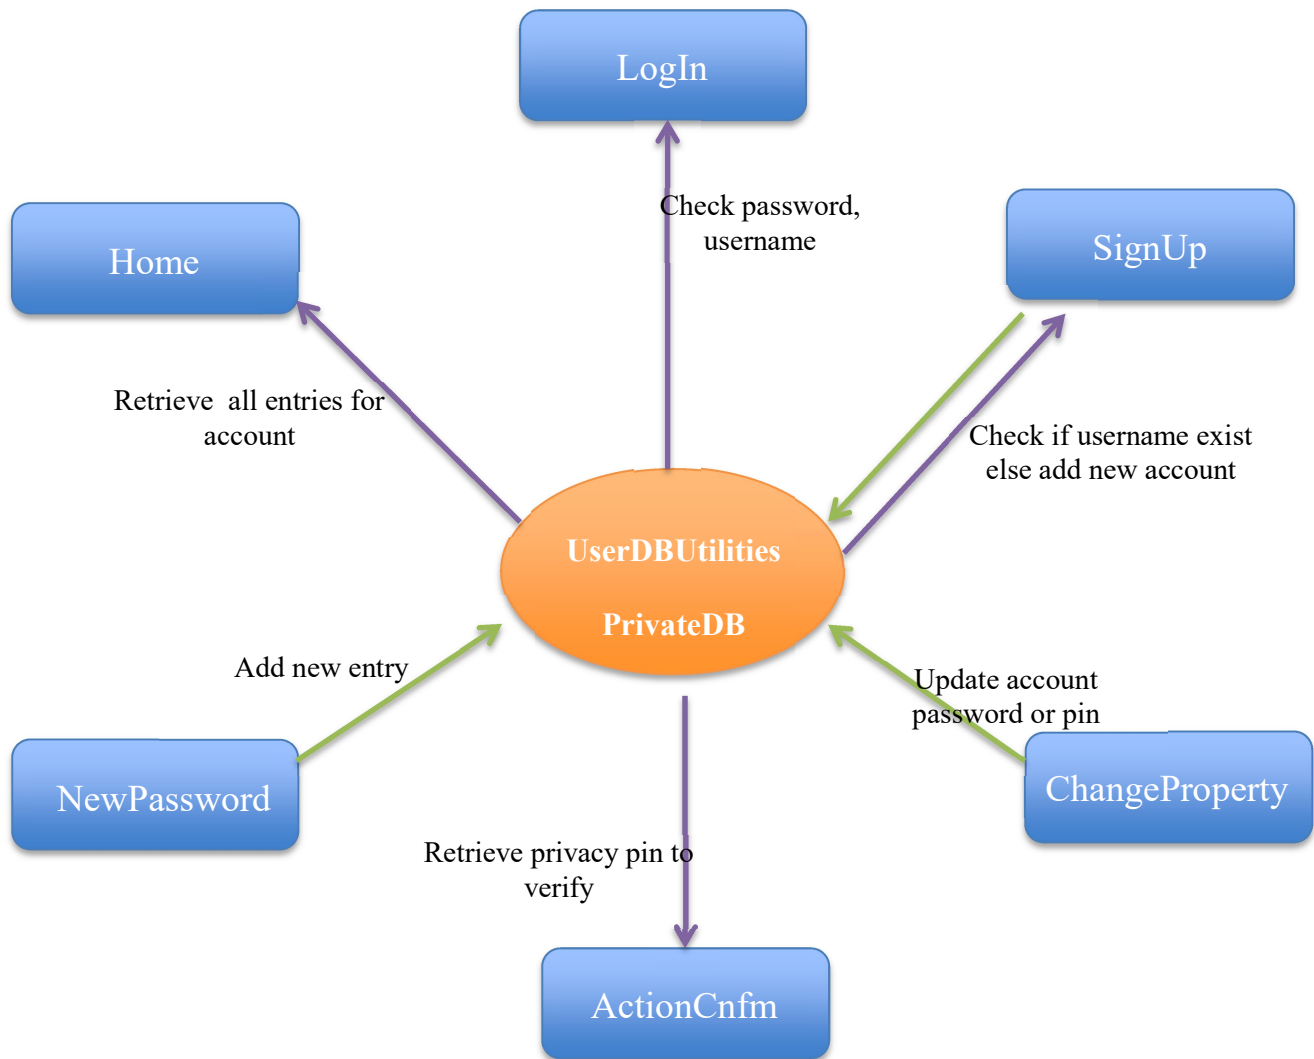 LogIn
Check password,
username
Home
SignUp
Retrieve  all entries for
account
Check if username exist
else add new account
UserDBUtilities
PrivateDB
Add new entry
Update account
password or pin
NewPassword
ChangeProperty
Retrieve privacy pin to
verify
ActionCnfm